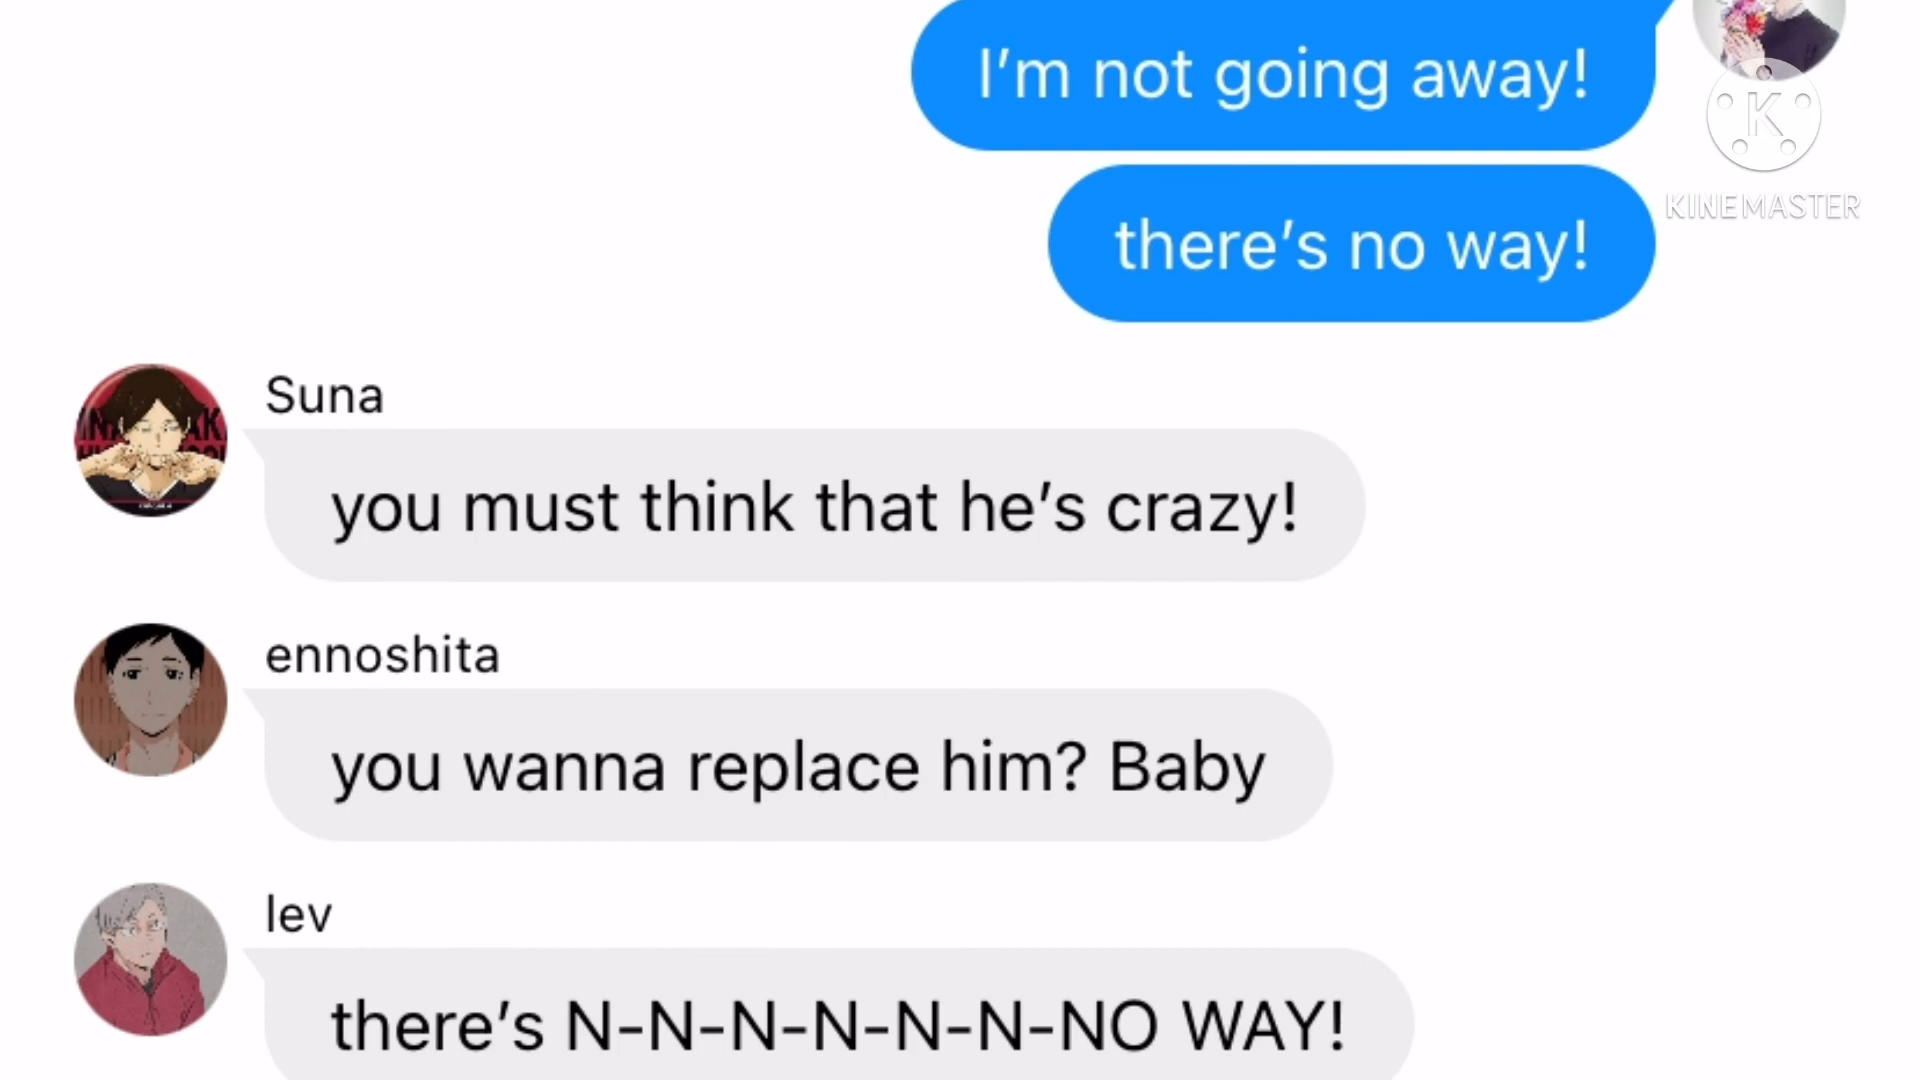 I’m not going away!
KINEMASTER
there’s no way!
Suna
you must think that he’s crazy!
ennoshita
you wanna replace him? Baby
lev
there’s N-N-N-N-N-N-NO WAY!